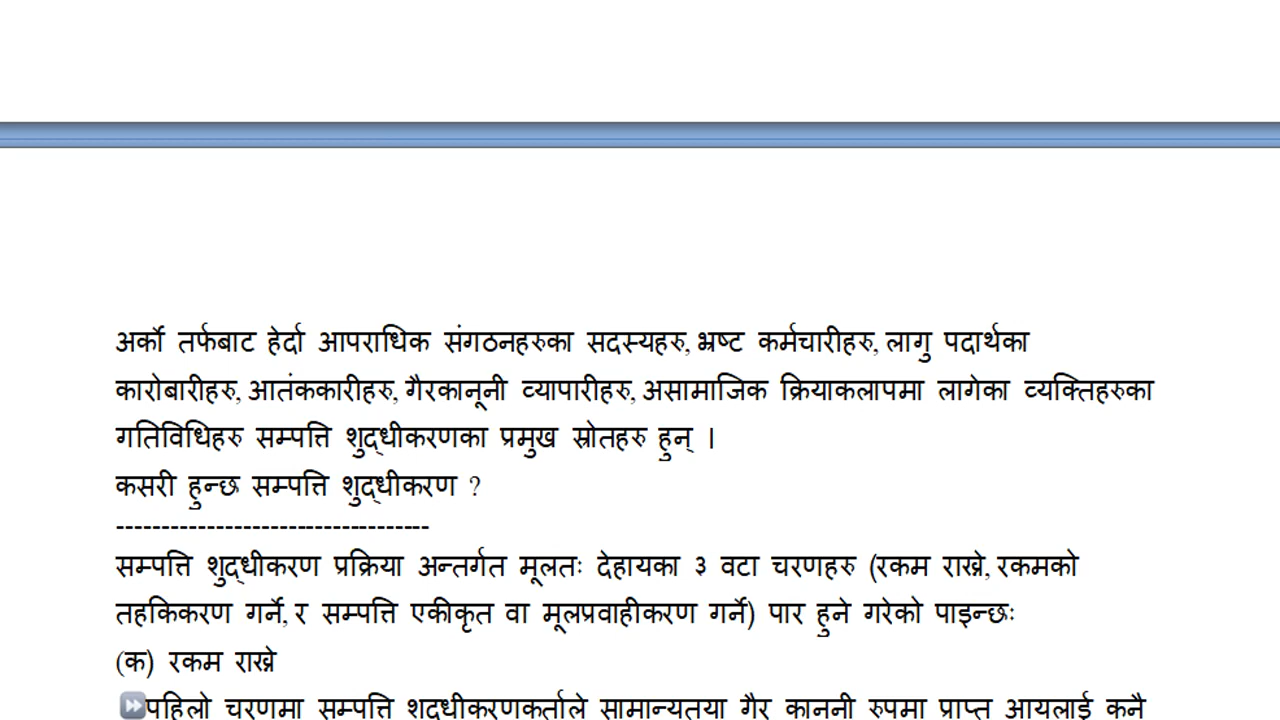 अर्को तर्फबाट हेर्दा आपराधिक संगठनहरुका सदस्यहरु, भ्रष्ट कर्मचारीहरु, लागु पदार्थका
कारोबारीहरु, आतंककारीहरु, गैरकानूनी व्यापारीहरु, असामाजिक क्रियाकलापमा लागेका व्यक्तिहरुका
गतिविधिहरु सम्पत्ति शुद्धीकरणका प्रमुख स्रोतहरु हुन् ।
कसरी हुन्छ सम्पत्ति शुद्धीकरण ?
-----------------------------------
सम्पत्ति शुद्धीकरण प्रक्रिया अन्तर्गत मूलतः देहायका ३ वटा चरणहरु (रकम राख्ने, रकमको
तहकिकरण गर्ने, र सम्पत्ति एकीकृत वा मूलप्रवाहीकरण गर्ने) पार हुने गरेको पाइन्छः
(क) रकम राख्ने
⏩पहिलो चरणमा सम्पत्ति शुद्धीकरणकर्ताले सामान्यतया गैर कानूनी रुपमा प्राप्त आयलाई कुनै